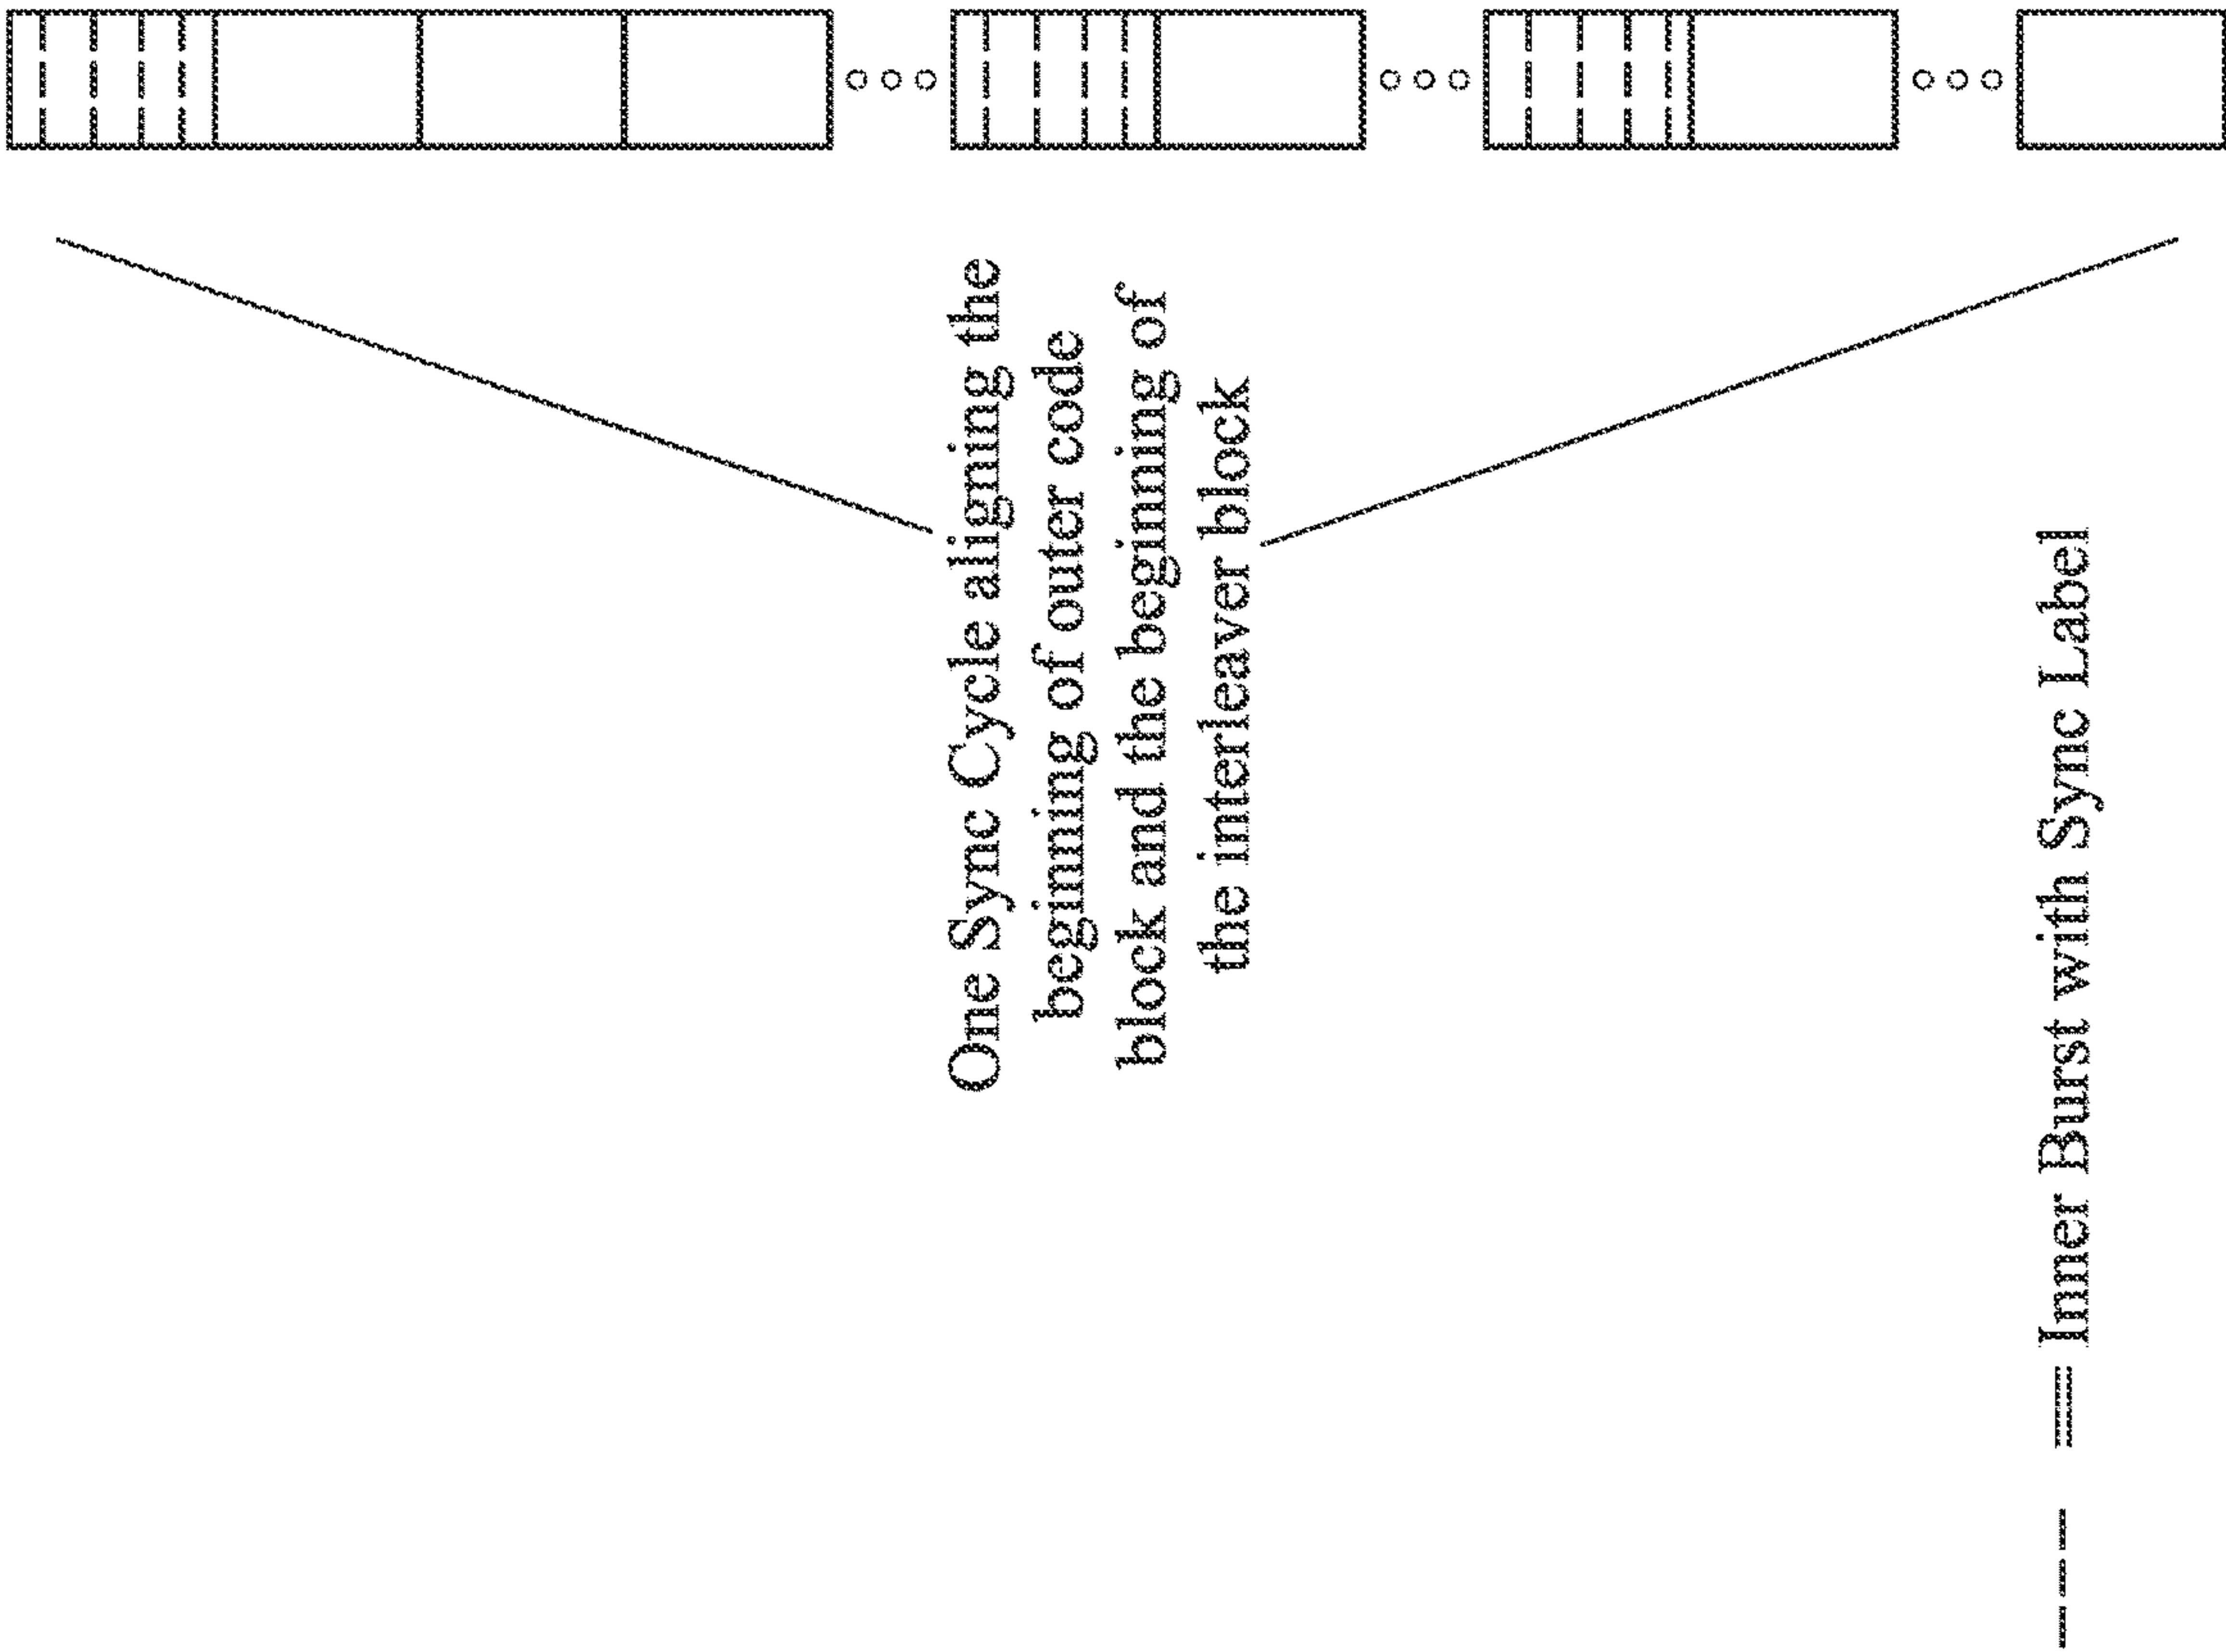 One Sync Cycle aligning the
beginning of outer code
block and the beginning of
the interleaver block
--- = Inner Burst with Sync Label